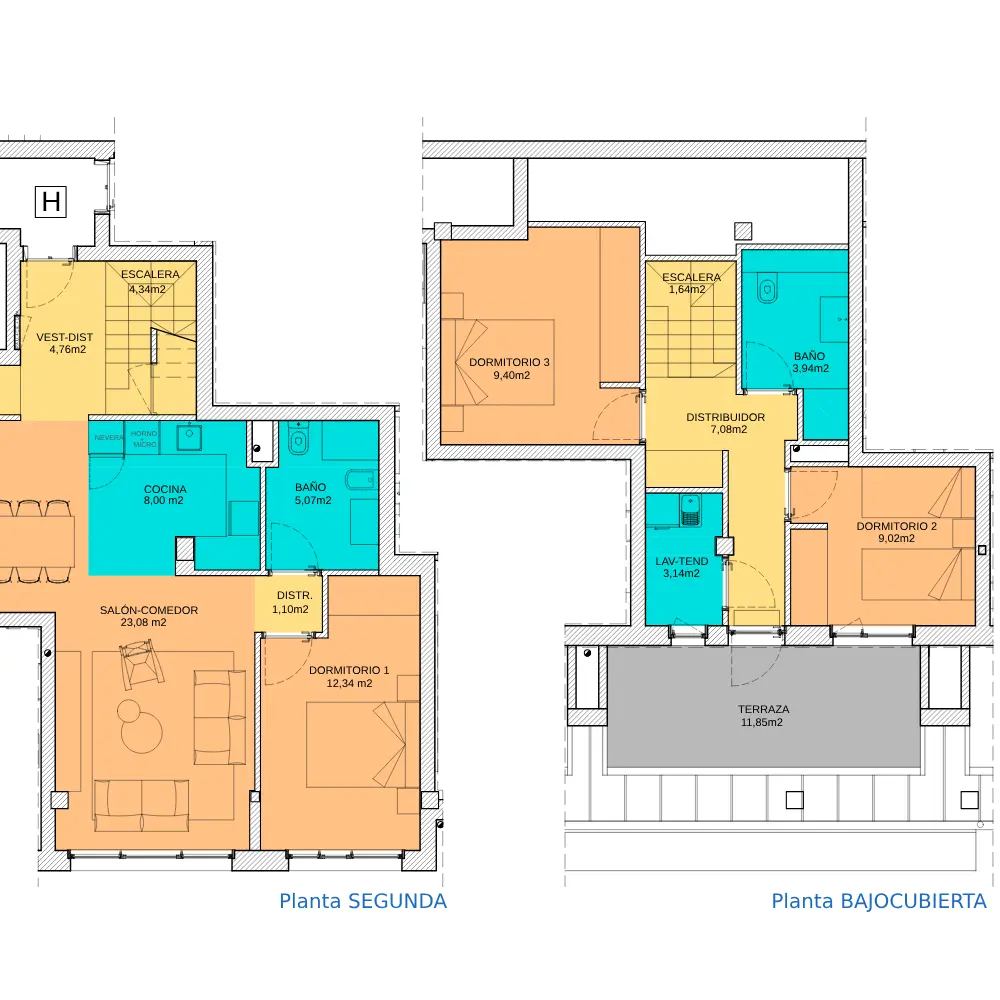 H
ESCALERA
4,34m2
VEST-DIST
4,76m2
NEVERA
HORNO
+
MICRO
COCINA
8,00 m2
BAÑO
5,07m2
DISTR.
1,10m2
SALÓN-COMEDOR
23,08 m2
DORMITORIO 1
12,34 m2
Planta SEGUNDA
ESCALERA
1,64m2
DORMITORIO 3
9,40m2
BAÑO
3,94m2
DISTRIBUIDOR
7,08m2
DORMITORIO 2
9,02m2
LAV-TEND
3,14m2
TERRAZA
11,85m2
Planta BAJOCUBIERTA